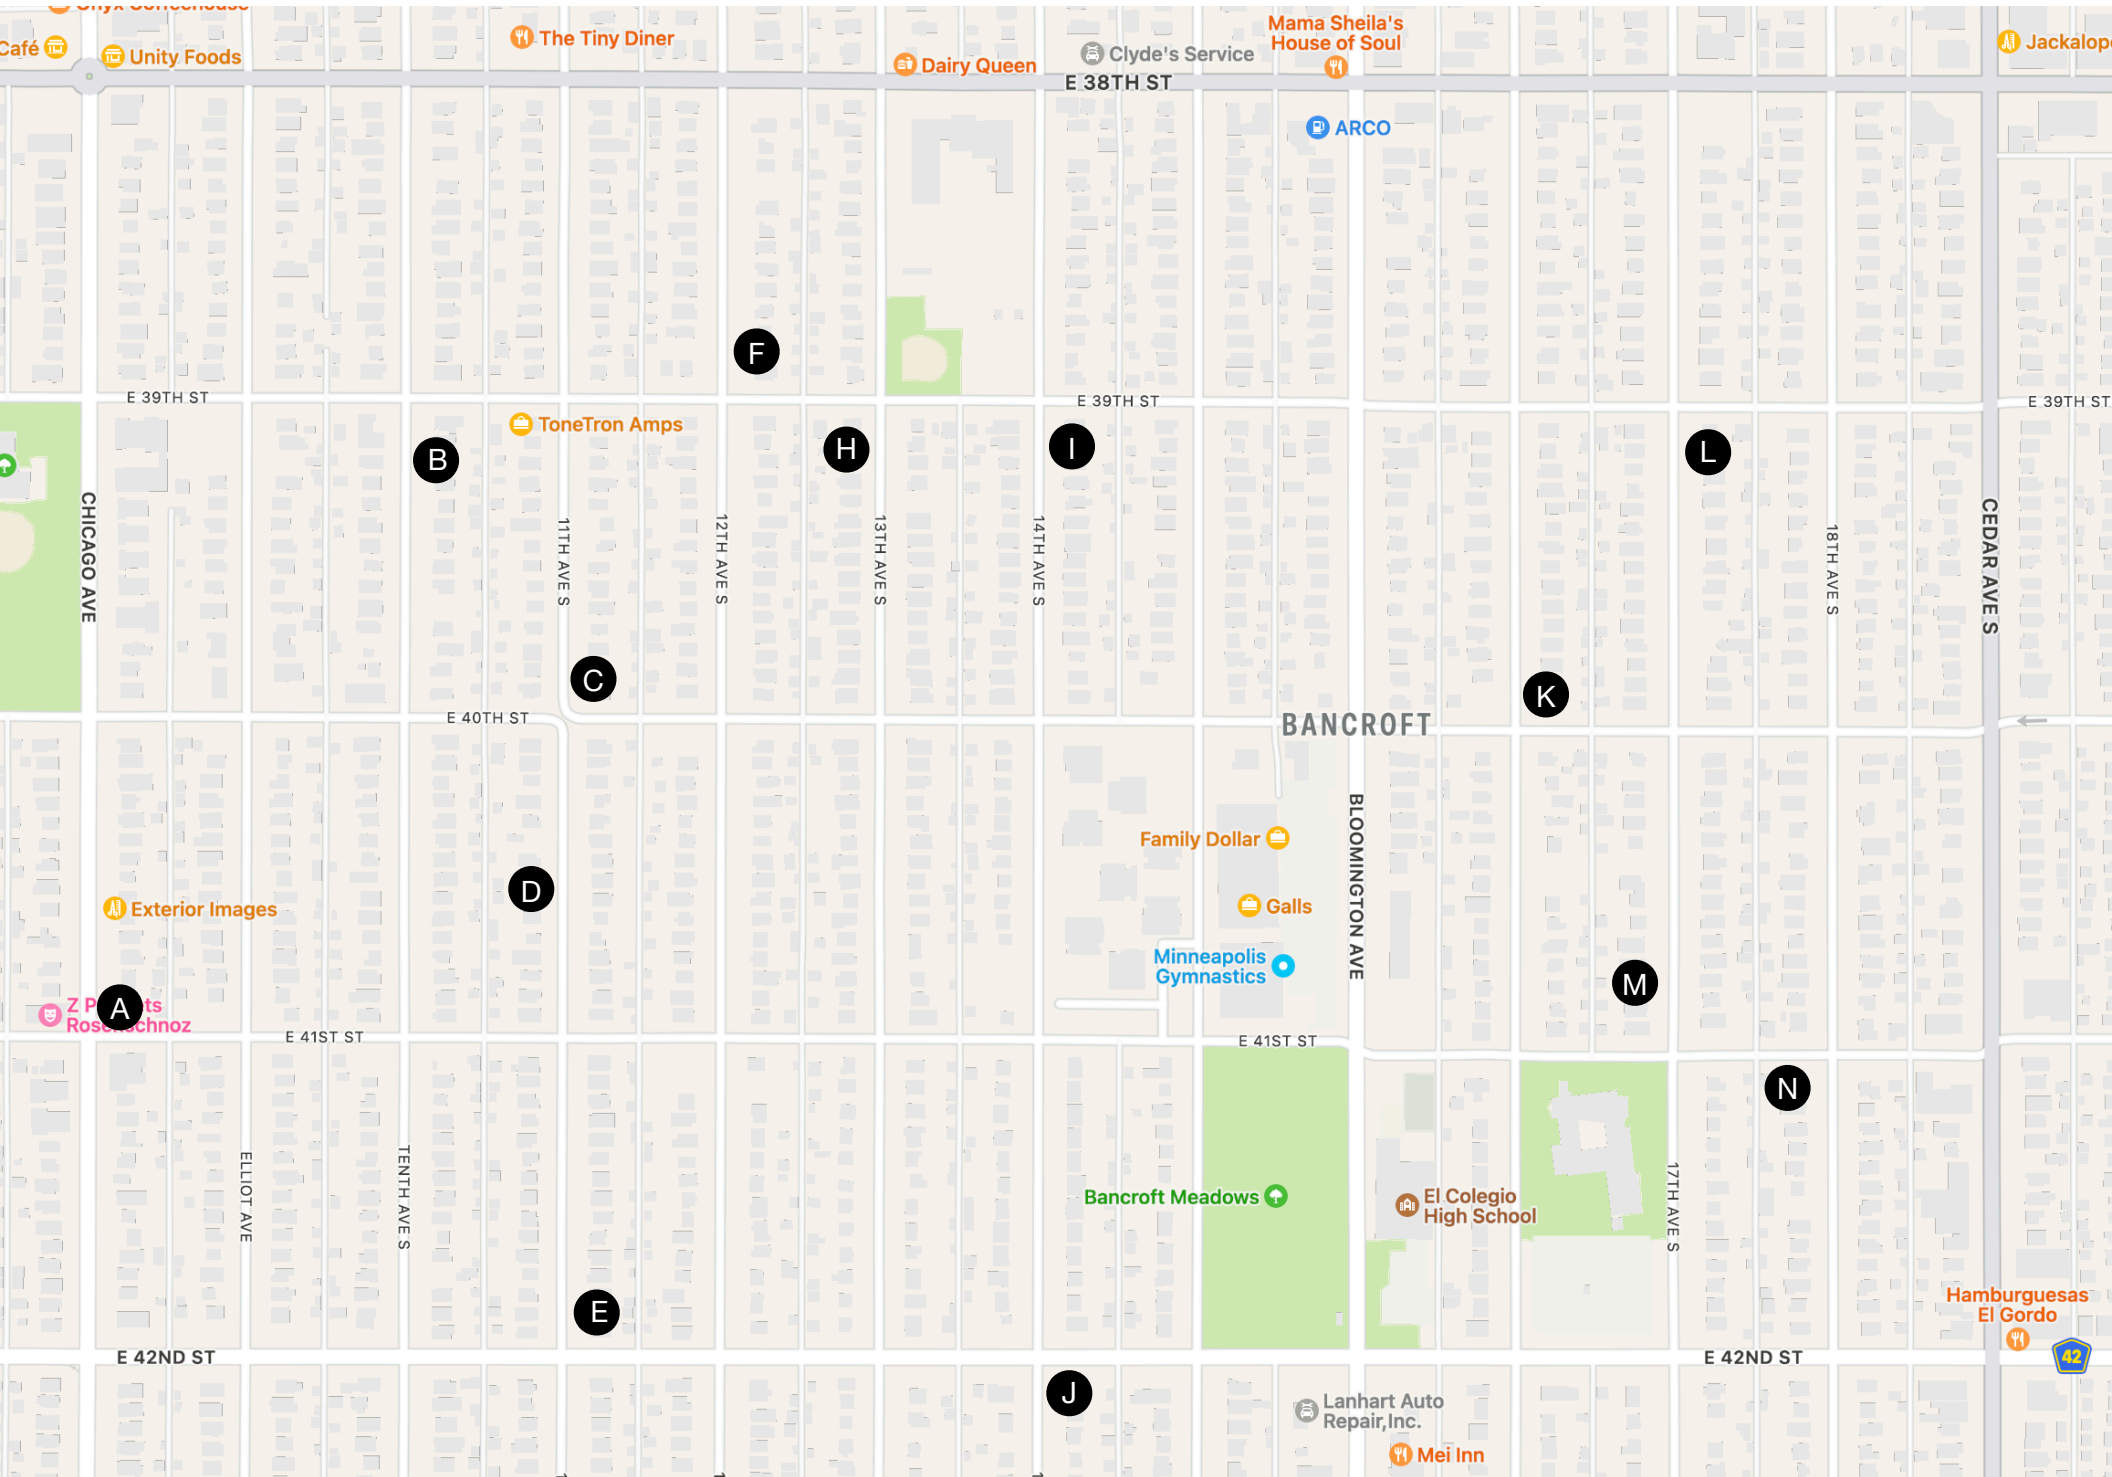 Onyx Coffeehouse
Café
Unity Foods
The Tiny Diner
Dairy Queen
Clyde's Service
Mama Sheila's
House of Soul
E 38TH ST
ARCO
F
E 39TH ST
E 39TH ST
E 39TH ST
ToneTron Amps
B
H
I
L
CHICAGO AVE
11TH AVE S
12TH AVE S
13TH AVE S
14TH AVE S
18TH AVE S
CEDAR AVE S
C
K
E 40TH ST
BANCROFT
Family Dollar
BLOOMINGTON AVE
D
Exterior Images
Galls
Minneapolis
Gymnastics
M
A
E 41ST ST
E 41ST ST
N
ELLIOT AVE
TENTH AVE S
Bancroft Meadows
El Colegio
High School
17TH AVE S
E
Hamburguesas
El Gordo
E 42ND ST
E 42ND ST
42
J
Lanhart Auto
Repair,Inc.
Mei Inn